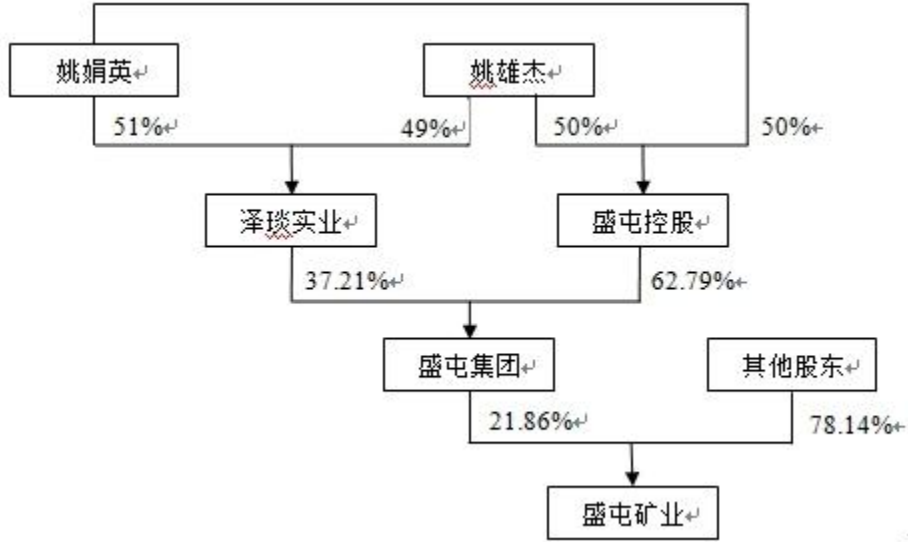 姚娟英
姚雄杰
51%
49%
50%
50%
泽琰实业
盛屯控股
37.21%
62.79%
盛屯集团
其他股东
21.86%
78.14%
盛屯矿业